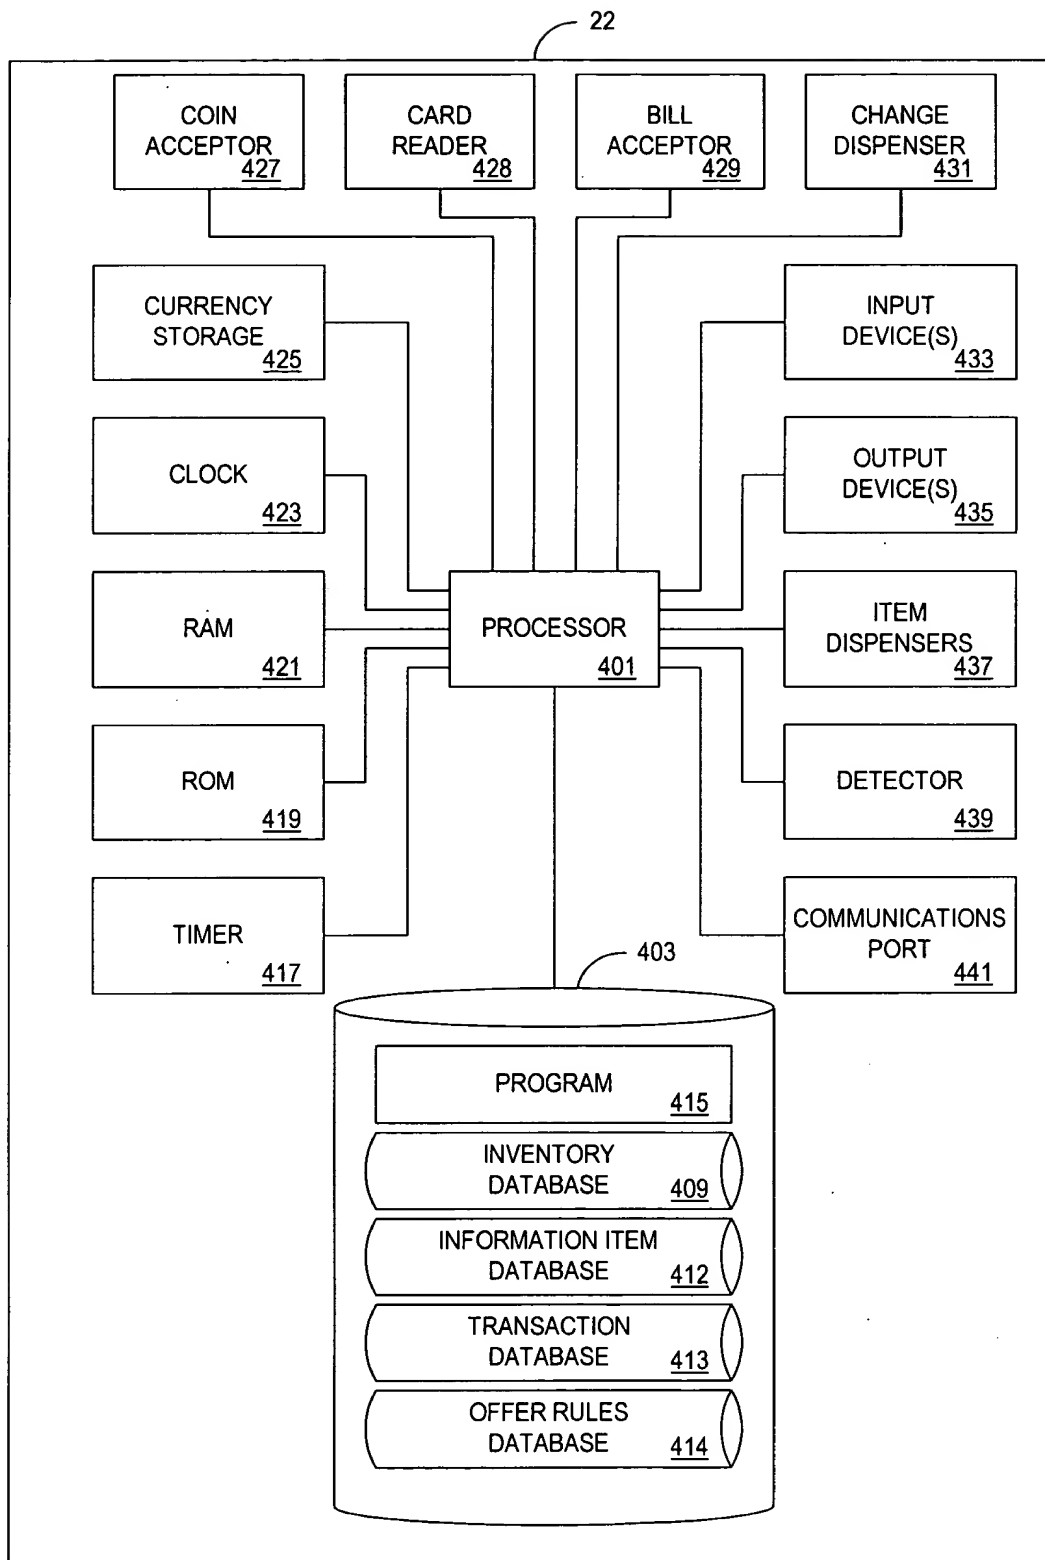 22
COIN
ACCEPTOR
427
CARD
READER
428
BILL
ACCEPTOR
429
CHANGE
DISPENSER
431
CURRENCY
STORAGE
425
INPUT
DEVICE(S)
433
CLOCK
423
OUTPUT
DEVICE(S)
435
RAM
421
PROCESSOR
401
ITEM
DISPENSERS
437
ROM
419
DETECTOR
439
TIMER
417
COMMUNICATIONS
PORT
441
403
PROGRAM
415
INVENTORY
DATABASE
409
INFORMATION ITEM
DATABASE
412
TRANSACTION
DATABASE
413
OFFER RULES
DATABASE
414